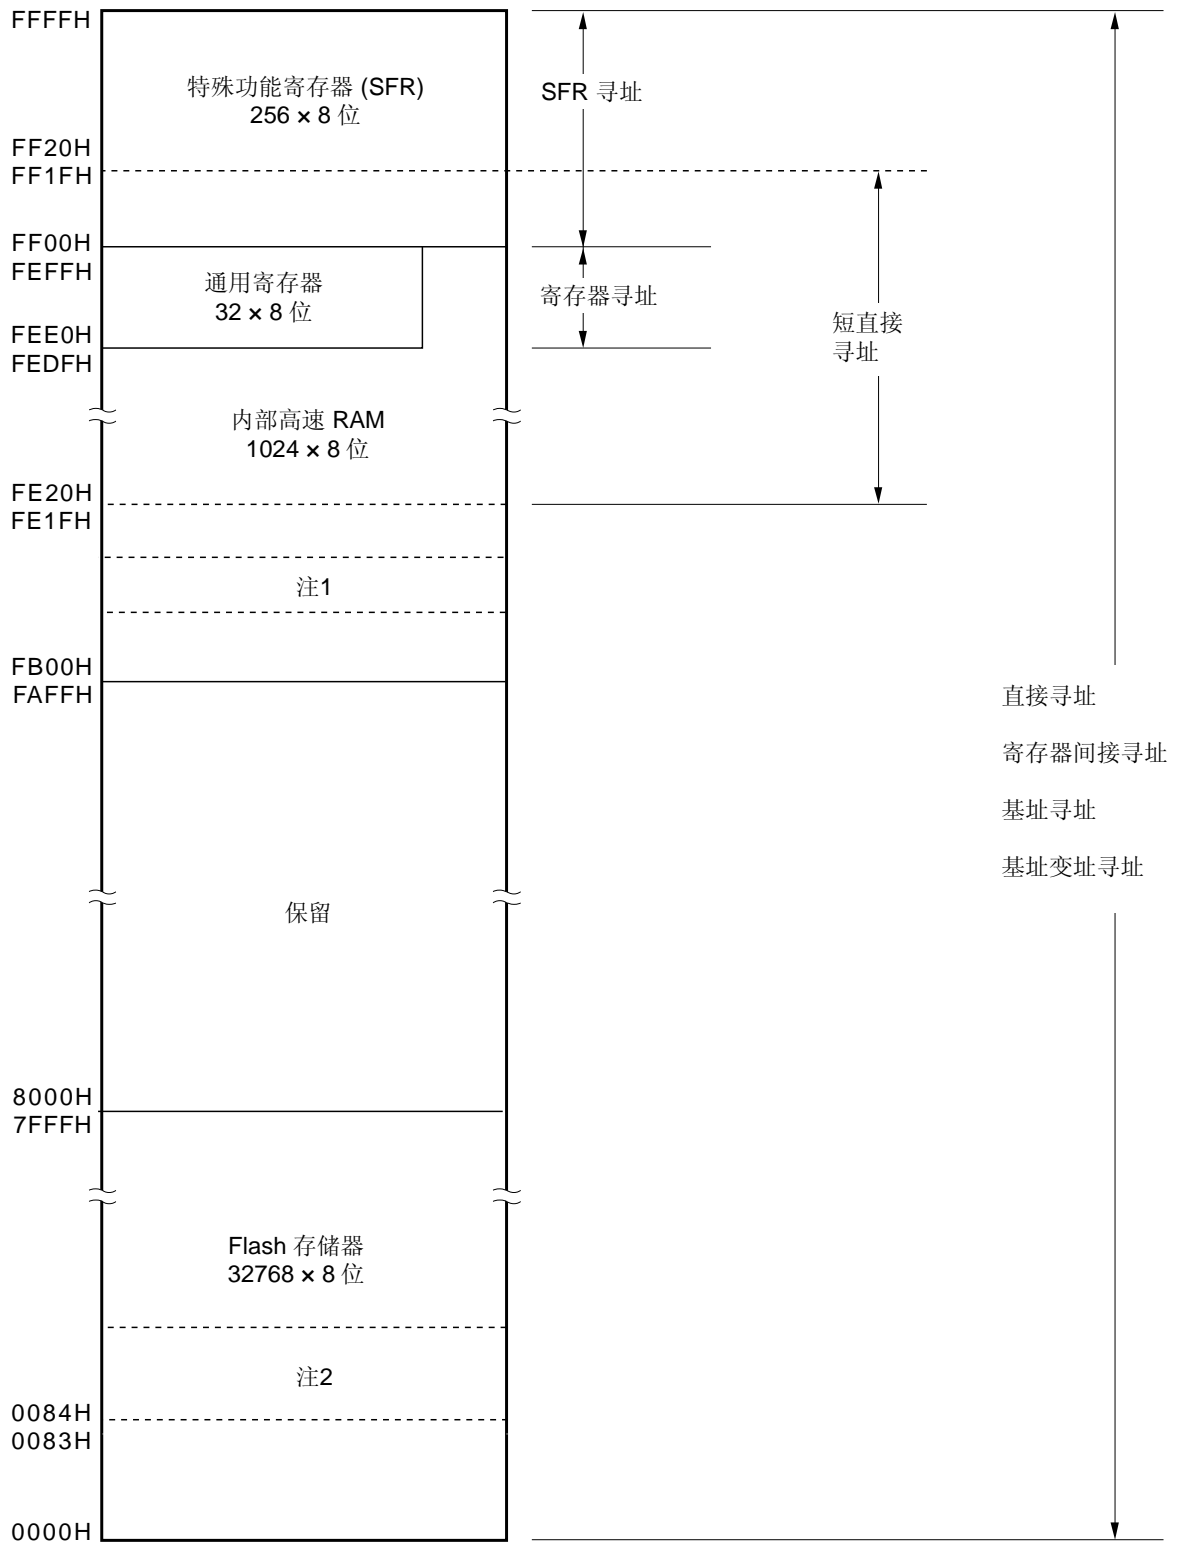 FFFFH
特殊功能寄存器 (SFR)
256 × 8 位
SFR 寻址
FF20H
FF1FH
FF00H
FEFFH
通用寄存器
32 × 8 位
寄存器寻址
短直接
寻址
FEE0H
FEDFH
内部高速 RAM
1024 × 8 位
FE20H
FE1FH
注1
FB00H
FAFFH
直接寻址
寄存器间接寻址
基址寻址
基址变址寻址
保留
8000H
7FFFH
Flash 存储器
32768 × 8 位
注2
0084H
0083H
0000H